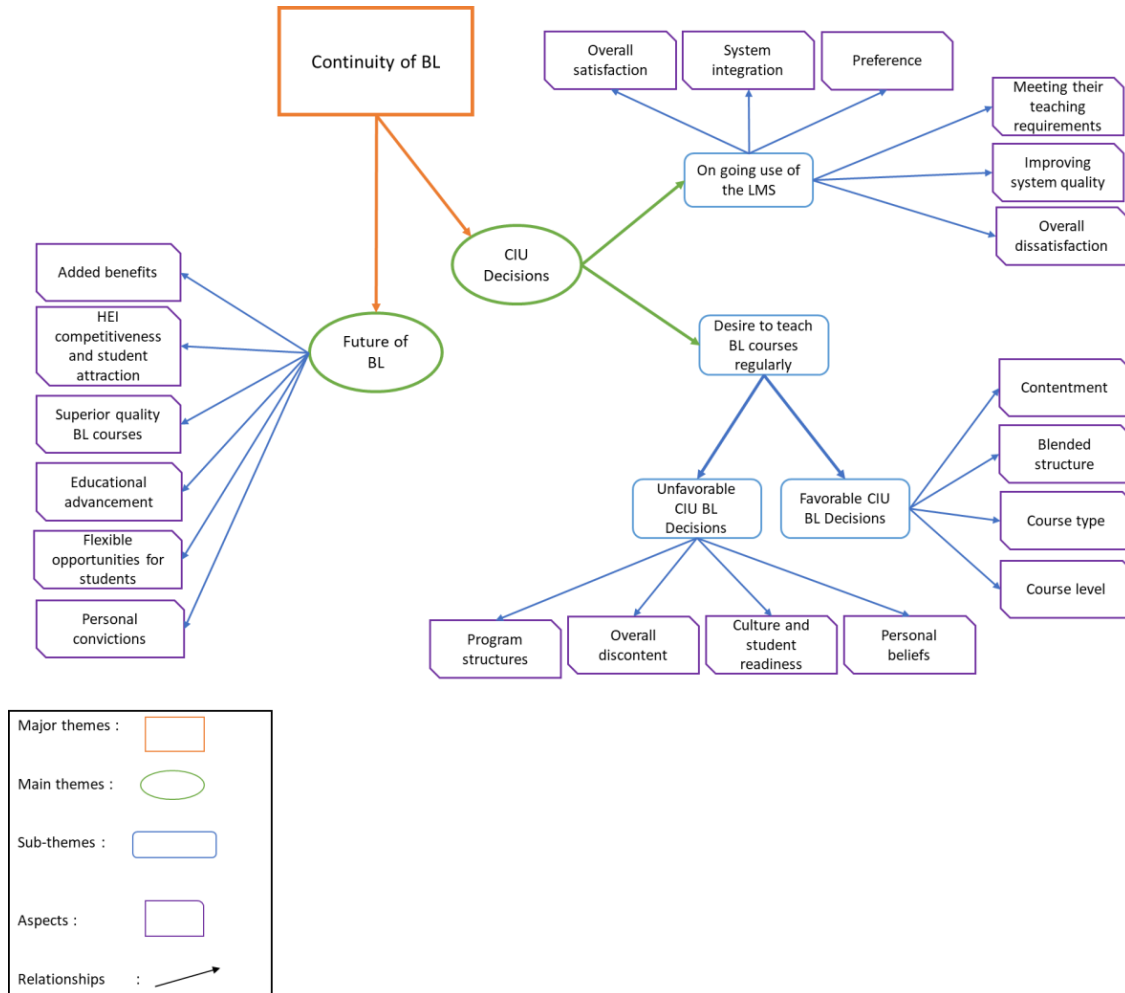 Continuity of BL
Overall
satisfaction
System
integration
Preference
Meeting their
teaching
requirements
On going use of
the LMS
Improving
system quality
Overall
dissatisfaction
CIU
Decisions
Added benefits
HEI
competitiveness
and student
attraction
Future of
BL
Superior quality
BL courses
Educational
advancement
Flexible
opportunities for
students
Personal
convictions
Desire to teach
BL courses
regularly
Contentment
Blended
structure
Course type
Course level
Unfavorable
CIU BL
Decisions
Favorable CIU
BL Decisions
Program
structures
Overall
discontent
Culture and
student
readiness
Personal
beliefs
Major themes :
Main themes :
Sub-themes :
Aspects :
Relationships :